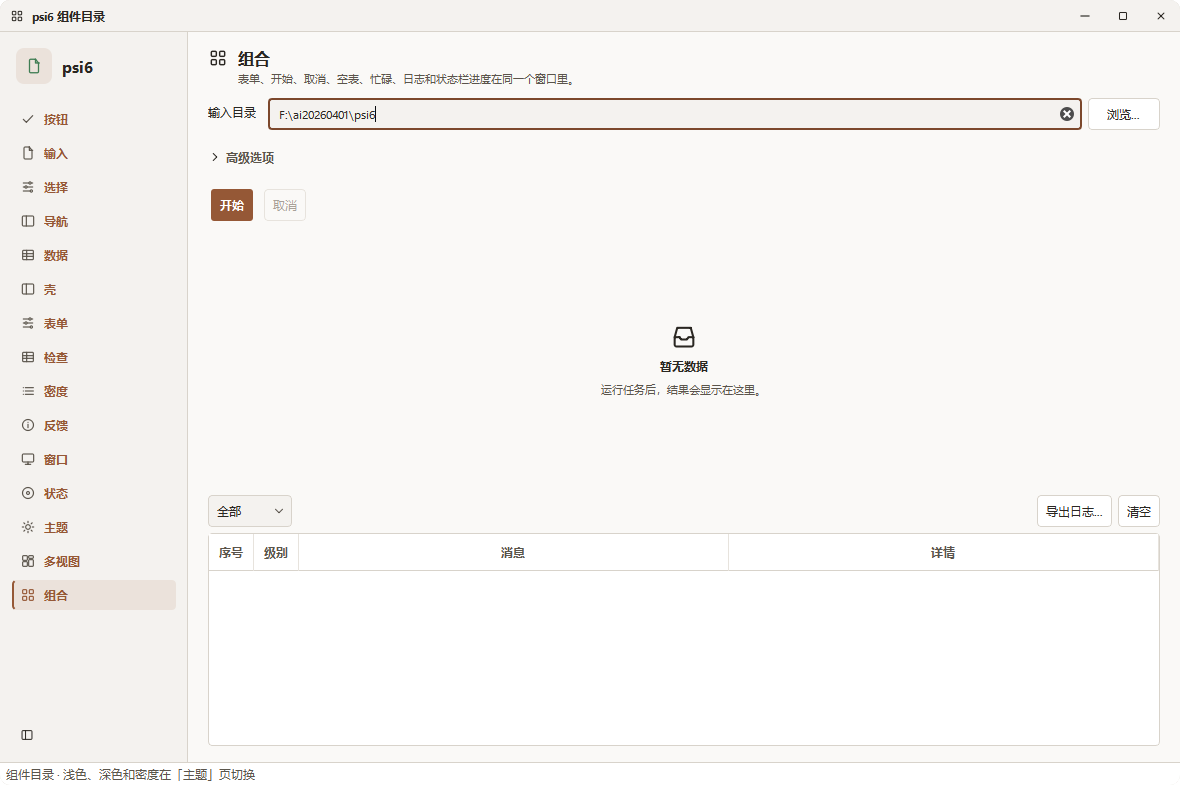 psi6 组件目录
psi6
按钮
输入
选择
导航
数据
壳
表单
检查
密度
反馈
窗口
状态
主题
多视图
组合
组合
表单、开始、取消、空表、忙碌、日志和状态栏进度在同一个窗口里。
输入目录 F:\ai20260401\psi6 浏览...
高级选项
开始 取消
暂无数据
运行任务后，结果会显示在这里。
全部 导出日志... 清空
序号 级别 消息 详情
组件目录 · 浅色、深色和密度在「主题」页切换